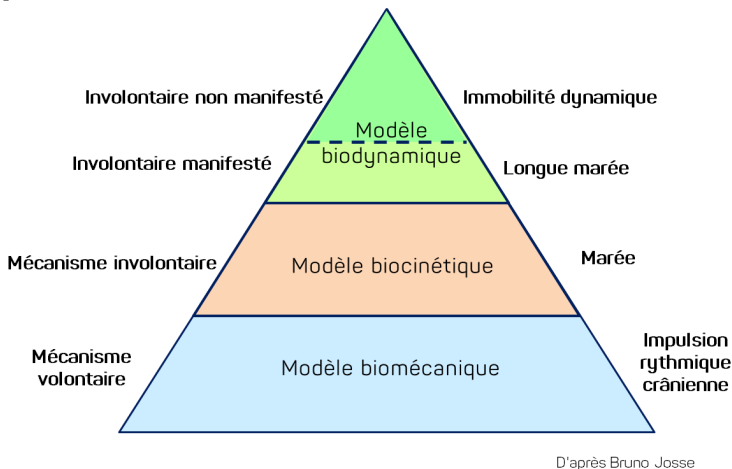 Involontaire non manifesté
Immobilité dynamique
Modèle
biodynamique
Involontaire manifesté
Longue marée
Mécanisme involontaire
Modèle biocinétique
Marée
Mécanisme
volontaire
Modèle biomécanique
Impulsion
rythmique
crânienne
D'après Bruno Josse